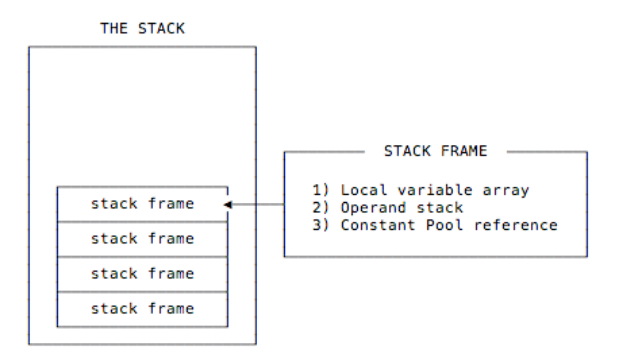 THE STACK
stack frame
stack frame
stack frame
stack frame
STACK FRAME
1) Local variable array
2) Operand stack
3) Constant Pool reference